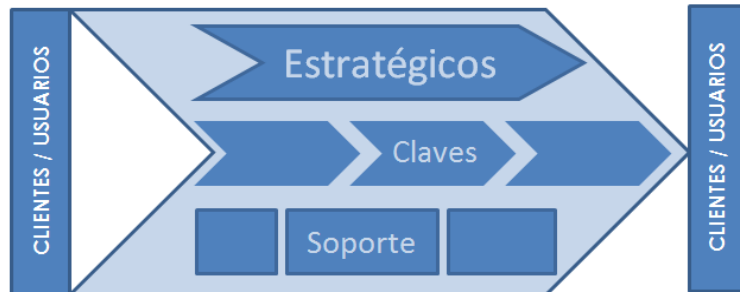 CLIENTES / USUARIOS
Estratégicos
Claves
Soporte
CLIENTES / USUARIOS